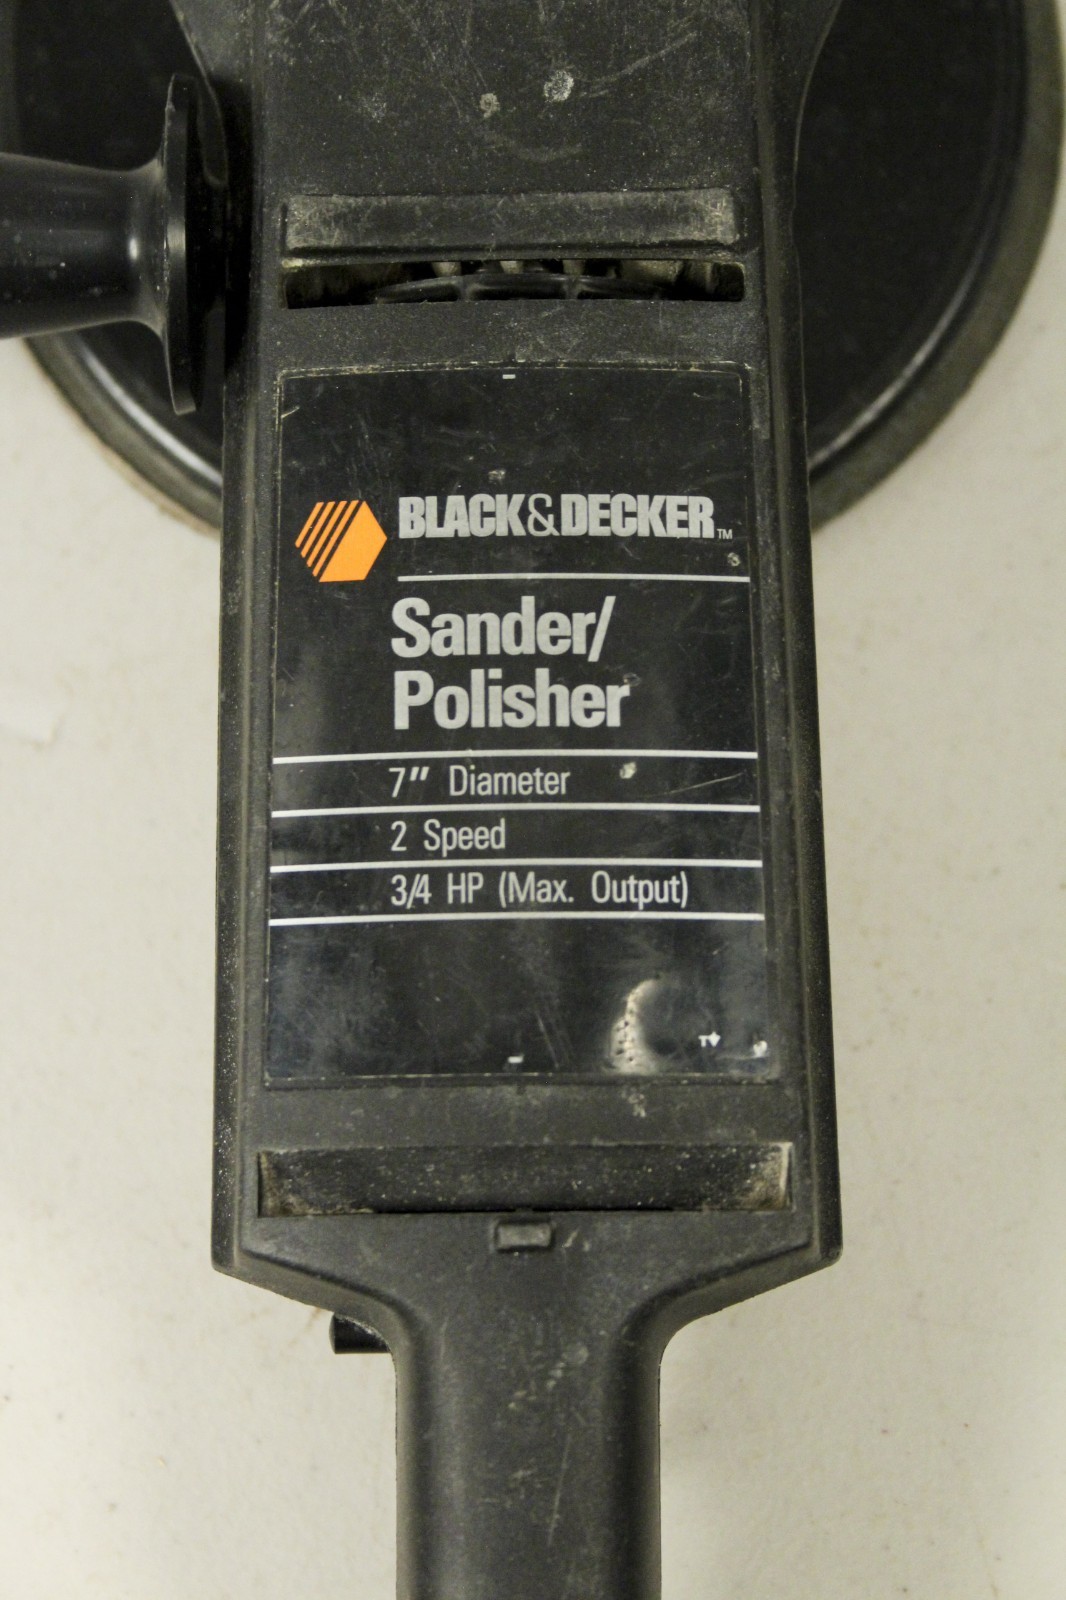 BLACK&DECKER™
Sander/
Polisher
7" Diameter
2 Speed
3/4 HP (Max. Output)